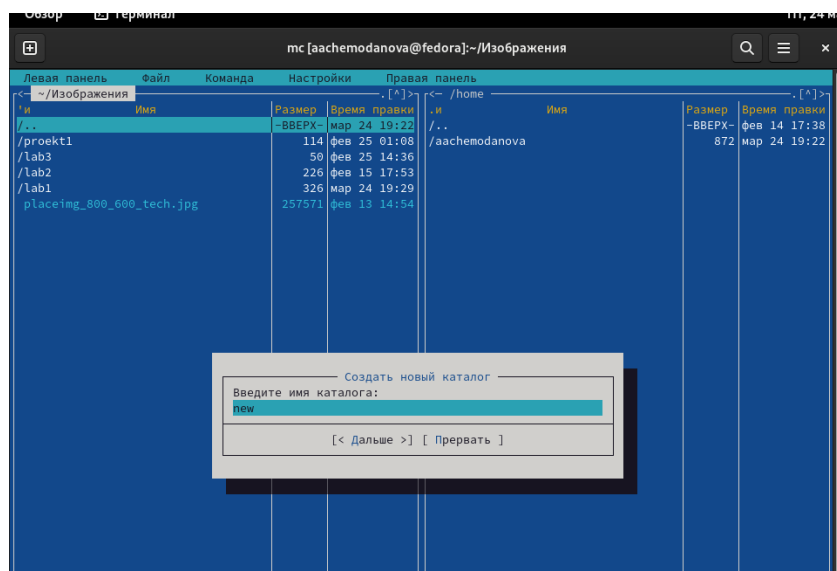 Обзор Терминал Пт, 24 м
mc [aachemodanova@fedora]:~/Изображения
Левая панель Файл Команда Настройки Правая панель
<— ~/Изображения .[^]> <— /home .[^]>
'и Имя Размер Время правки .и Имя Размер Время правки
/.. -ВВЕРХ- мар 24 19:22 /.. -ВВЕРХ- фев 14 17:38
/proekt1 114 фев 25 01:08 /aachemodanova 872 мар 24 19:22
/lab3 50 фев 25 14:36
/lab2 226 фев 15 17:53
/lab1 326 мар 24 19:29
placeimg_800_600_tech.jpg 257571 фев 13 14:54
Создать новый каталог
Введите имя каталога:
new
[< Дальше >] [ Прервать ]